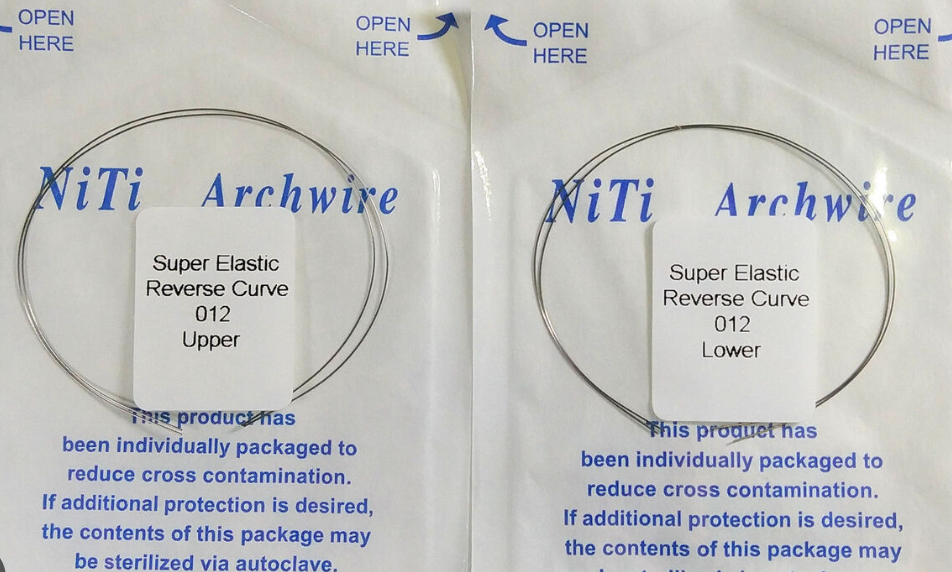 OPEN
HERE
OPEN
HERE
NiTi Archwire
Super Elastic
Reverse Curve
012
Upper
This product has
been individually packaged to
reduce cross contamination.
If additional protection is desired,
the contents of this package may
be sterilized via autoclave.
OPEN
HERE
OPEN
HERE
NiTi Archwire
Super Elastic
Reverse Curve
012
Lower
This product has
been individually packaged to
reduce cross contamination.
If additional protection is desired,
the contents of this package may